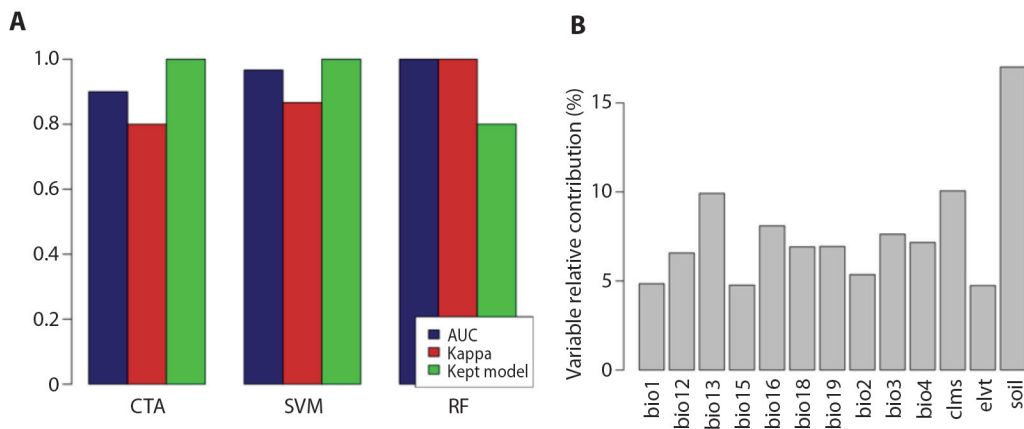 A
1.0
0.8
0.6
0.4
0.2
0
AUC
Kappa
Kept model
CTA
SVM
RF
B
Variable relative contribution (%)
15
10
5
0
bio1
bio12
bio13
bio15
bio16
bio18
bio19
bio2
bio3
bio4
clms
elvt
soil